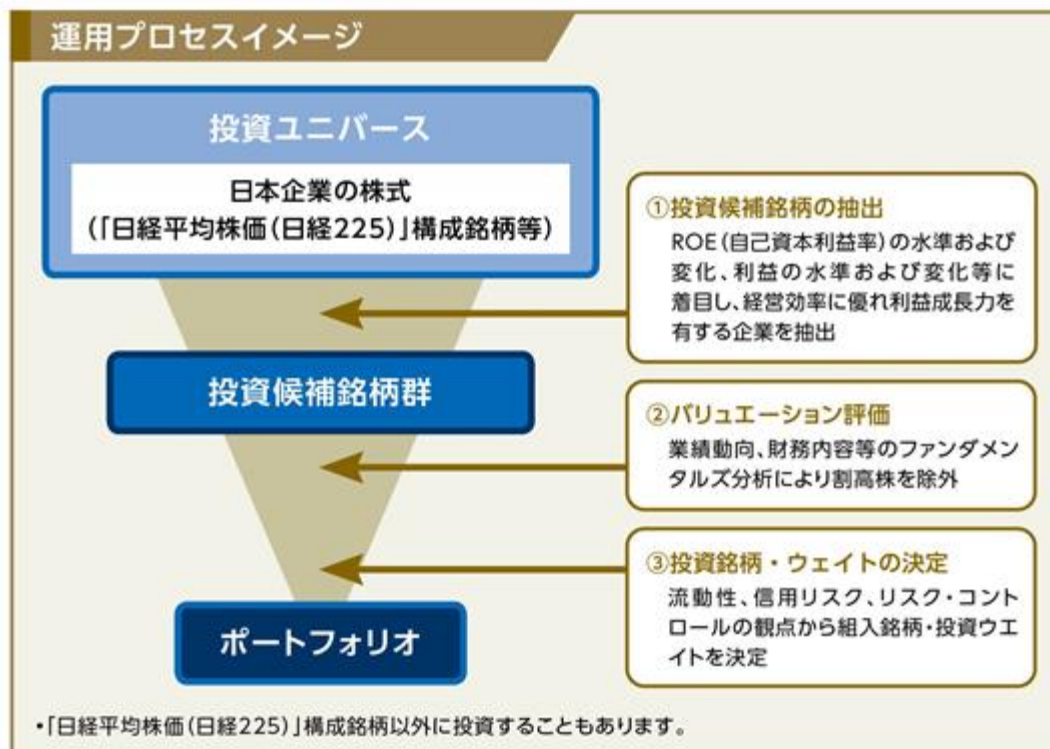 運用プロセスイメージ
投資ユニバース
日本企業の株式
(「日経平均株価(日経225)」構成銘柄等)
①投資候補銘柄の抽出
ROE(自己資本利益率)の水準および
変化、利益の水準および変化等に
着目し、経営効率に優れ利益成長力を
有する企業を抽出
投資候補銘柄群
②バリュエーション評価
業績動向、財務内容等のファンダメン
タルズ分析により割高株を除外
③投資銘柄・ウェイトの決定
流動性、信用リスク、リスク・コント
ロールの観点から組入銘柄・投資ウエ
イトを決定
ポートフォリオ
・「日経平均株価(日経225)」構成銘柄以外に投資することもあります。